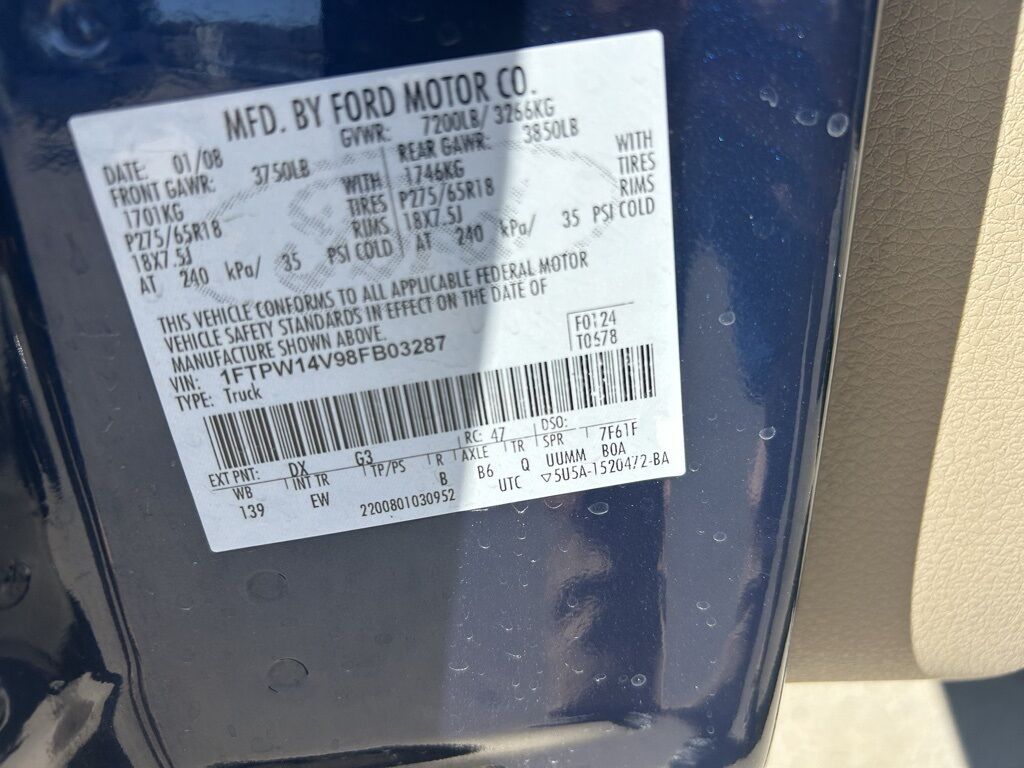 MFD. BY FORD MOTOR CO.
DATE: 01/08 GVWR: 7200LB/ 3266KG
FRONT GAWR: 3750LB REAR GAWR: 3850LB
1701KG WITH 1746KG WITH
P275/65R18 TIRES P275/65R18 TIRES
18X7.5J RIMS 18X7.5J RIMS
AT 240 kPa/ 35 PSI COLD AT 240 kPa/ 35 PSI COLD
THIS VEHICLE CONFORMS TO ALL APPLICABLE FEDERAL MOTOR
VEHICLE SAFETY STANDARDS IN EFFECT ON THE DATE OF
MANUFACTURE SHOWN ABOVE.
VIN: 1FTPW14V98FB03287
TYPE: Truck
F0124
T0678
EXT PNT: DX G3 RC: 47 DSO: 7F61F
WB INT TR TP/PS R AXLE TR SPR B0A
139 EW B B6 Q UUMM
2200801030952 UTC ▽5U5A-1520472-BA